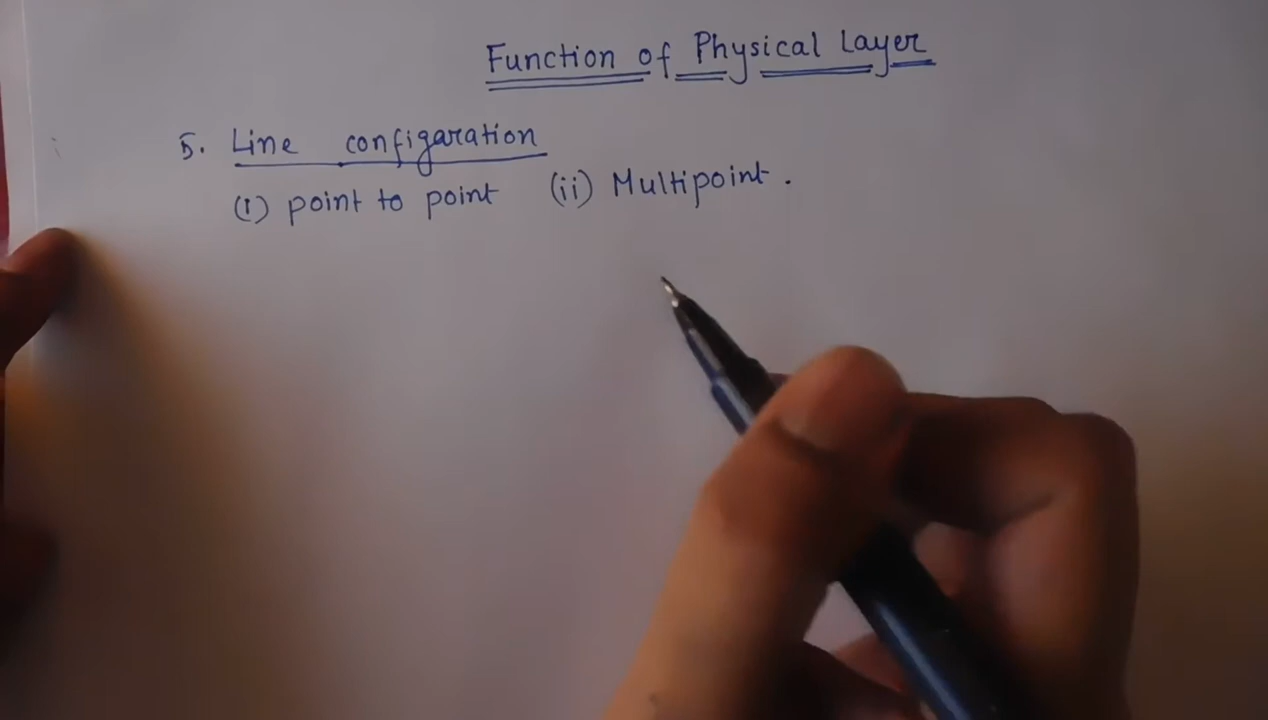 Function of Physical Layer
5. Line configaration
(i) point to point (ii) Multipoint.